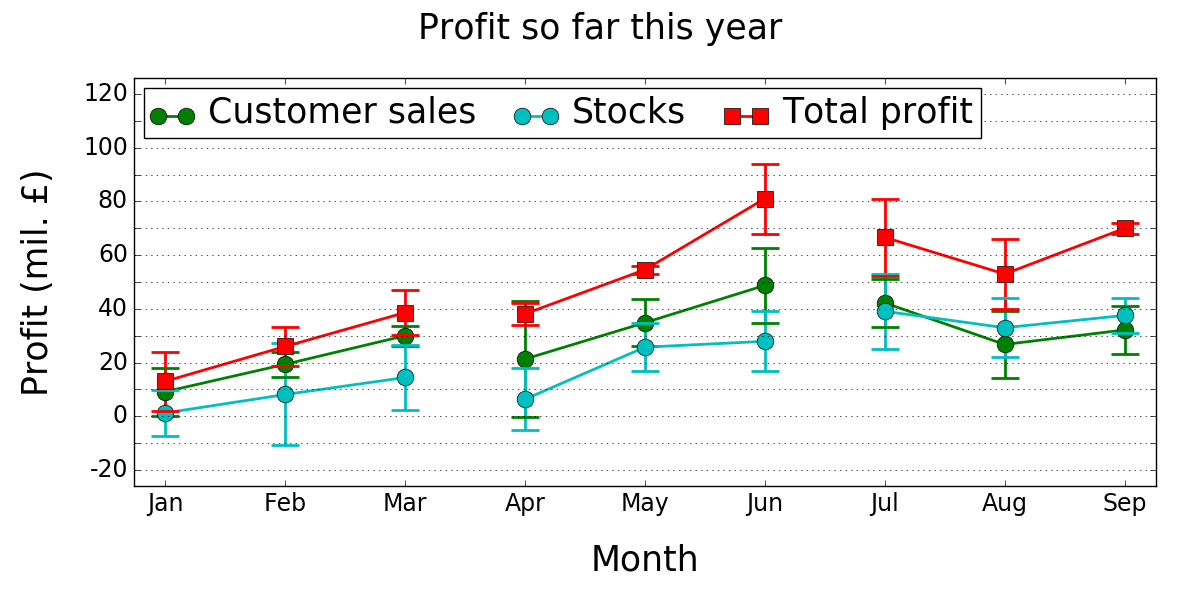 Profit so far this year
Customer sales Stocks Total profit
Profit (mil. £)
120
100
80
60
40
20
0
-20
Jan Feb Mar Apr May Jun Jul Aug Sep
Month